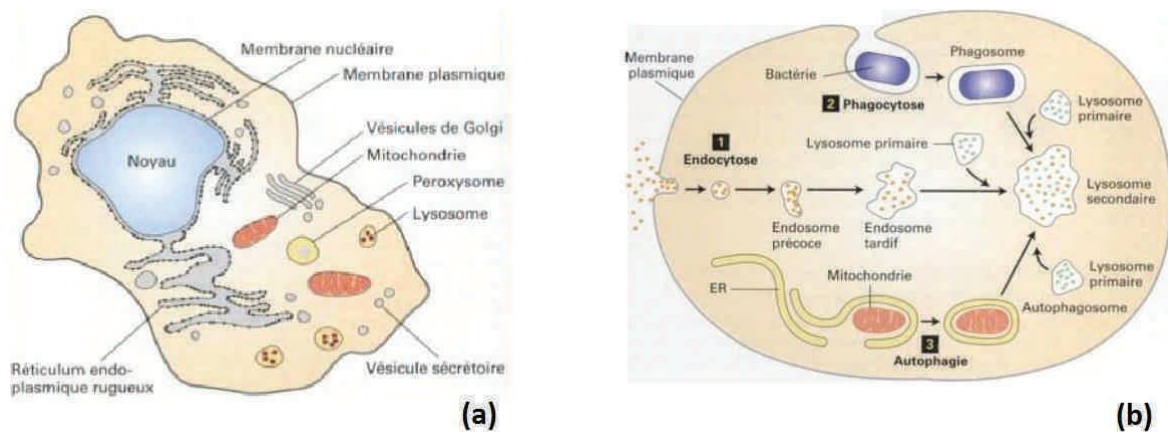 Membrane nucléaire
Membrane plasmique
Vésicules de Golgi
Mitochondrie
Peroxysome
Lysosome
Noyau
Réticulum endo-
plasmique rugueux
Vésicule sécrétoire
(a)
Membrane
plasmique
Bactérie
2 Phagocytose
Phagosome
Lysosome
primaire
1
Endocytose
Lysosome primaire
Lysosome
secondaire
Endosome
précoce
Endosome
tardif
ER
Mitochondrie
Lysosome
primaire
Autophagosome
3
Autophagie
(b)